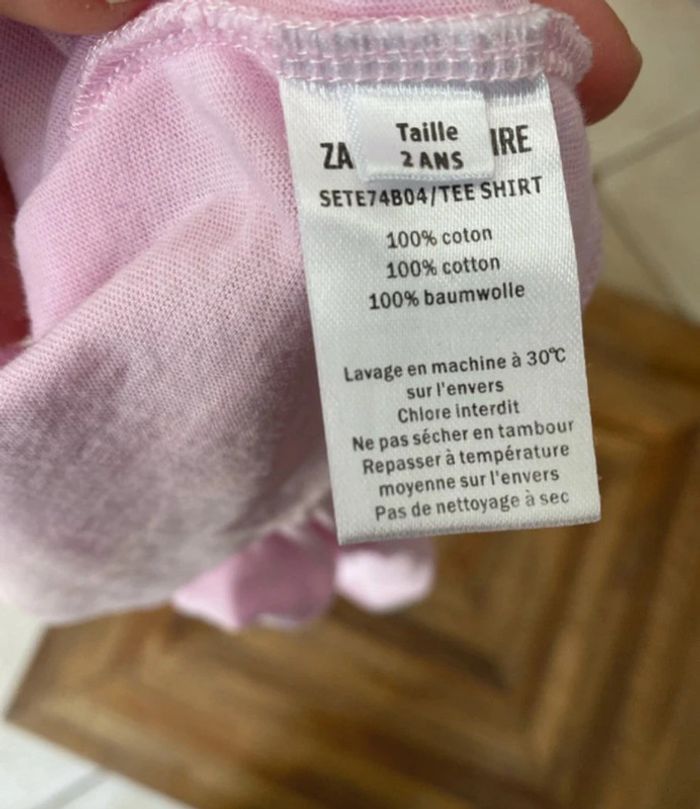 Taille
2 ANS
ZA IRE
SETE74B04/TEE SHIRT
100% coton
100% cotton
100% baumwolle
Lavage en machine à 30°C
sur l'envers
Chlore interdit
Ne pas sécher en tambour
Repasser à température
moyenne sur l'envers
Pas de nettoyage à sec